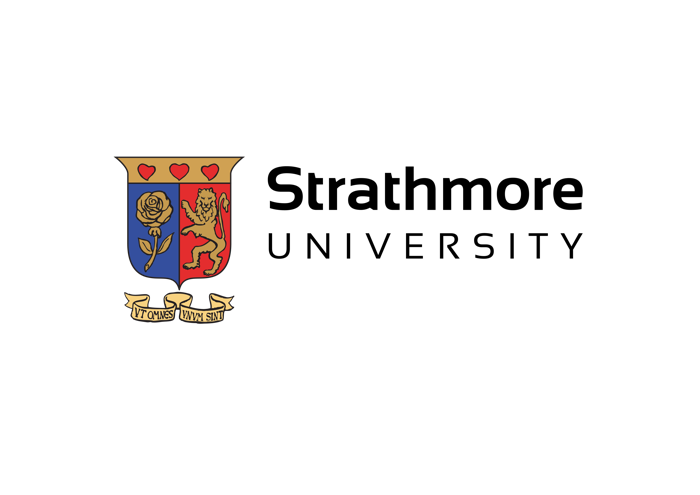 Strathmore
UNIVERSITY
VT OMNES VNVM SINT